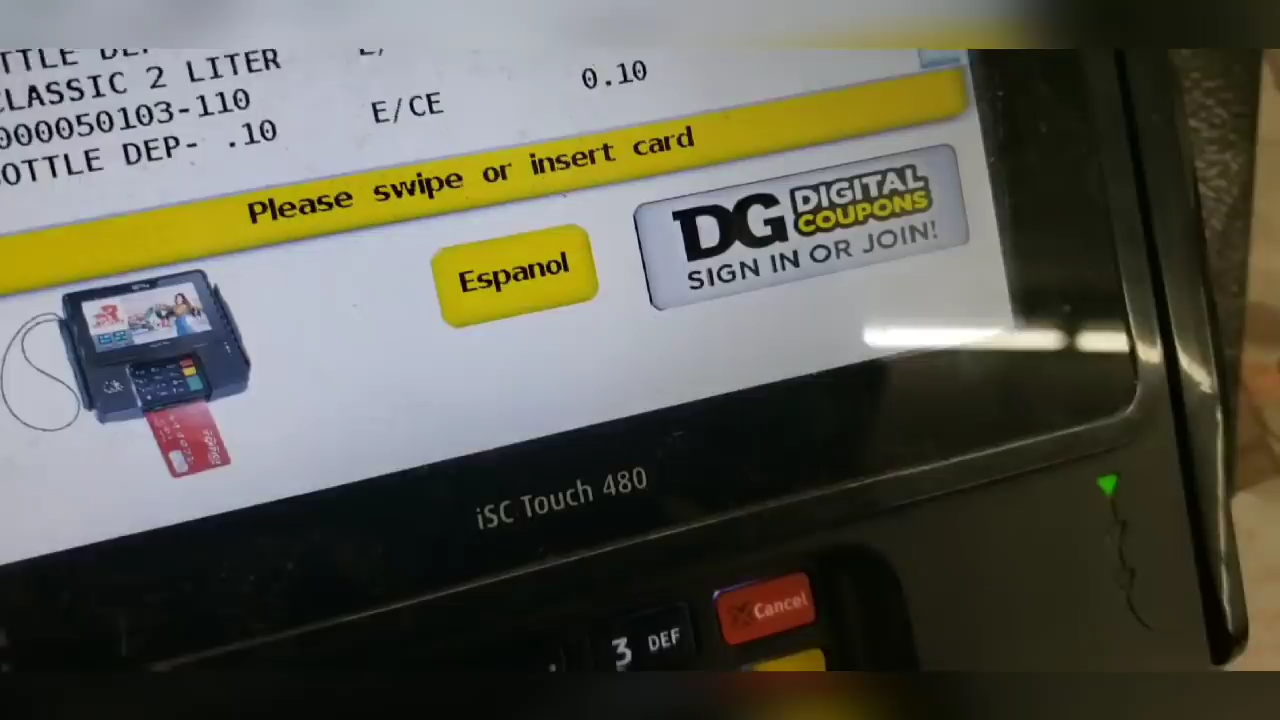 CLASSIC 2 LITER
000050103-110 0.10
OTTLE DEP- .10 E/CE
Please swipe or insert card
Espanol
DG DIGITAL COUPONS
SIGN IN OR JOIN!
iSC Touch 480
3 DEF
Cancel